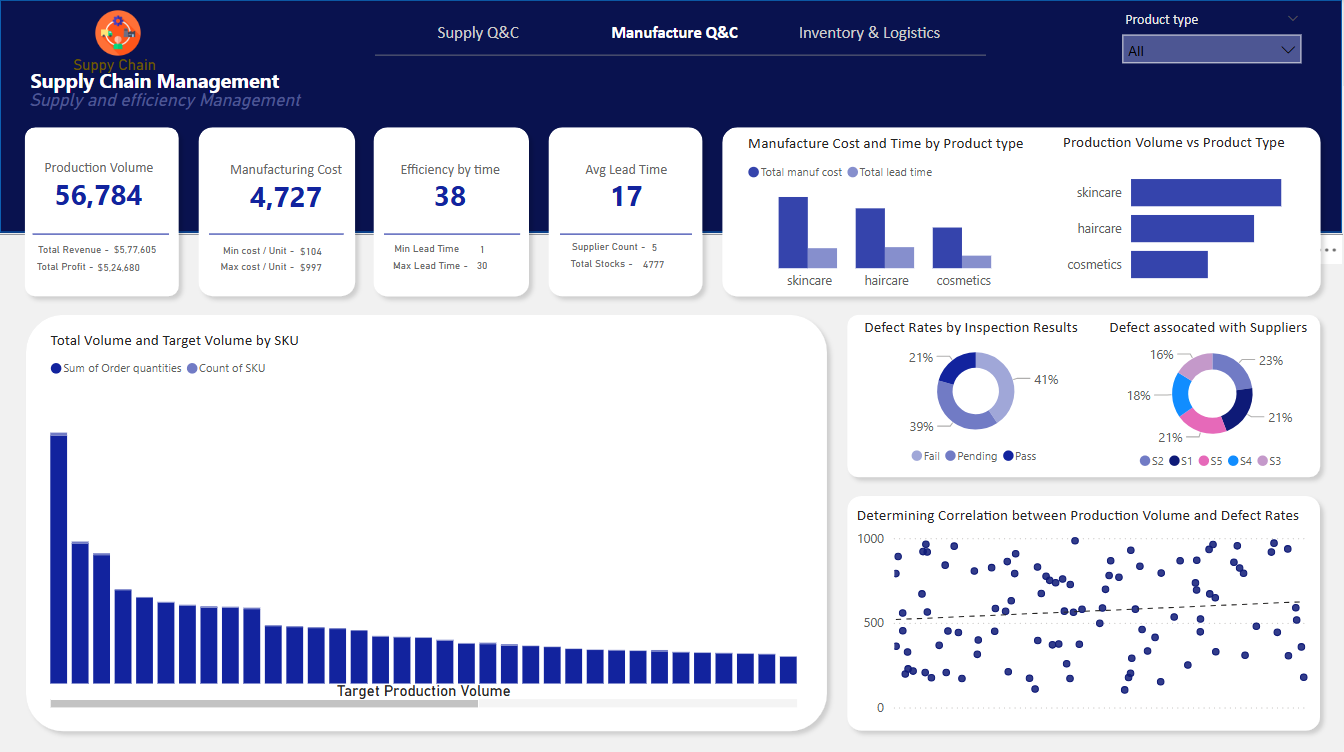 Supply Q&C
Manufacture Q&C
Inventory & Logistics
Product type
All
Suppy Chain
Supply Chain Management
Supply and efficiency Management
Production Volume
56,784
Total Revenue - $5,77,605
Total Profit - $5,24,680
Manufacturing Cost
4,727
Min cost / Unit - $104
Max cost / Unit - $997
Efficiency by time
38
Min Lead Time 1
Max Lead Time - 30
Avg Lead Time
17
Supplier Count - 5
Total Stocks - 4777
Manufacture Cost and Time by Product type
Total manuf cost Total lead time
skincare haircare cosmetics
Production Volume vs Product Type
skincare
haircare
cosmetics
Total Volume and Target Volume by SKU
Sum of Order quantities Count of SKU
Target Production Volume
Defect Rates by Inspection Results
21%
41%
39%
Fail Pending Pass
Defect assocated with Suppliers
16%
23%
18%
21%
21%
S2 S1 S5 S4 S3
Determining Correlation between Production Volume and Defect Rates
1000
500
0